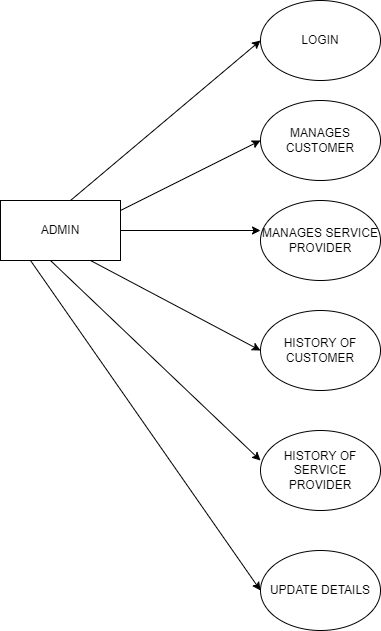 LOGIN
MANAGES
CUSTOMER
ADMIN
MANAGES SERVICE
PROVIDER
HISTORY OF
CUSTOMER
HISTORY OF
SERVICE
PROVIDER
UPDATE DETAILS